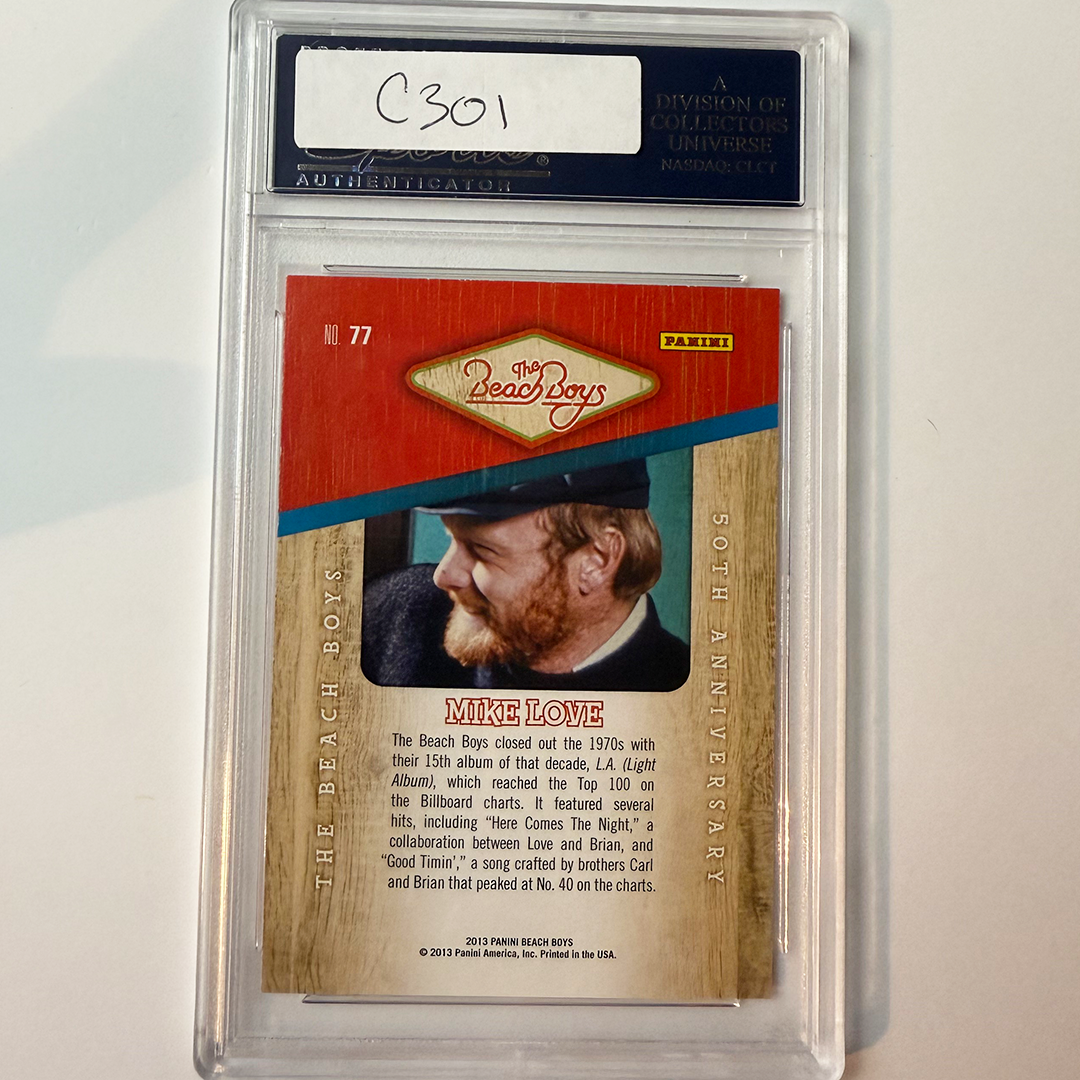 C301
A
DIVISION OF
COLLECTORS
UNIVERSE
NASDAQ: CLCT
AUTHENTICATOR
NO. 77
PANINI
The
Beach Boys
THE BEACH BOYS
50TH ANNIVERSARY
MIKE LOVE
The Beach Boys closed out the 1970s with
their 15th album of that decade, L.A. (Light
Album), which reached the Top 100 on
the Billboard charts. It featured several
hits, including “Here Comes The Night,” a
collaboration between Love and Brian, and
“Good Timin’,” a song crafted by brothers Carl
and Brian that peaked at No. 40 on the charts.
2013 PANINI BEACH BOYS
© 2013 Panini America, Inc. Printed in the USA.